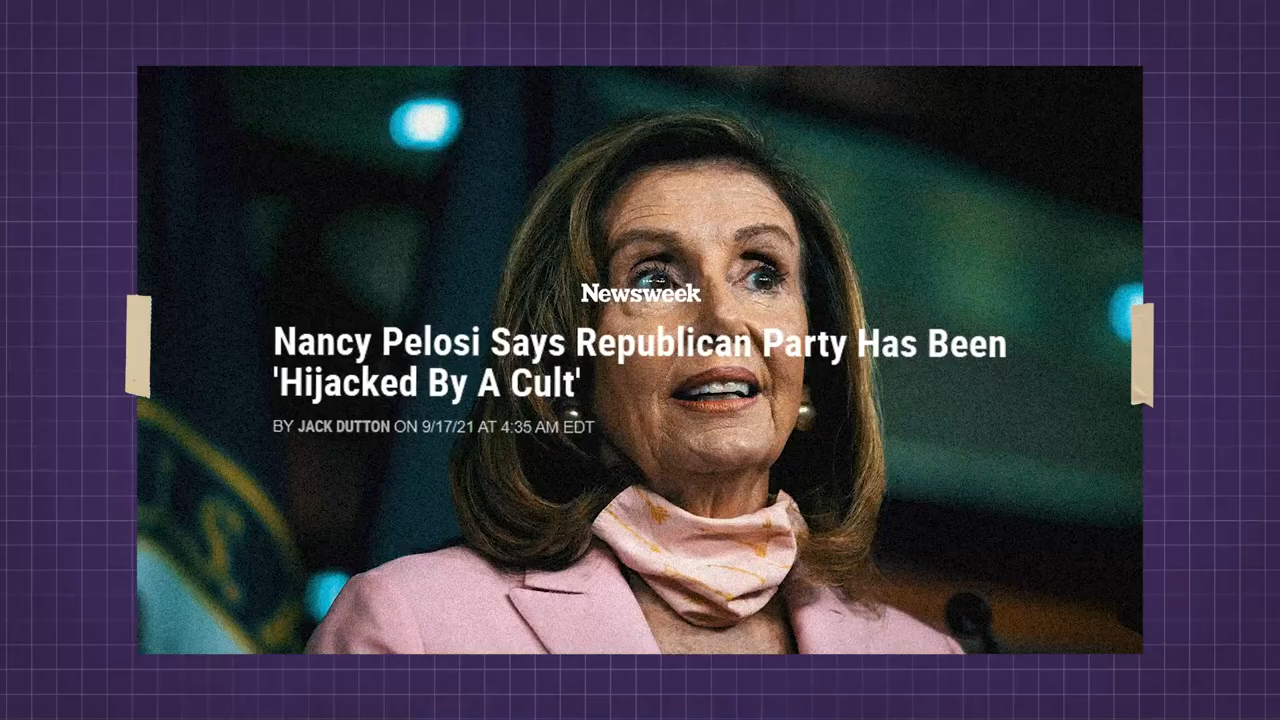 Newsweek
Nancy Pelosi Says Republican Party Has Been
'Hijacked By A Cult'
BY JACK DUTTON ON 9/17/21 AT 4:35 AM EDT